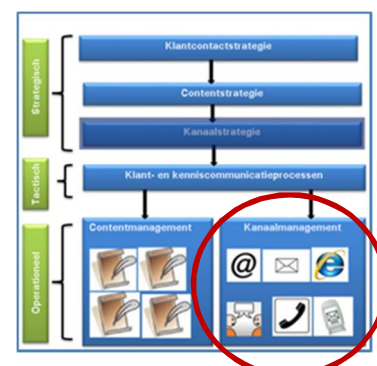 Strategisch
Klantcontactstrategie
Contentstrategie
Kanaalstrategie
Tactisch
Klant- en kenniscommunicatieprocessen
Operationeel
Contentmanagement
Kanaalmanagement
@